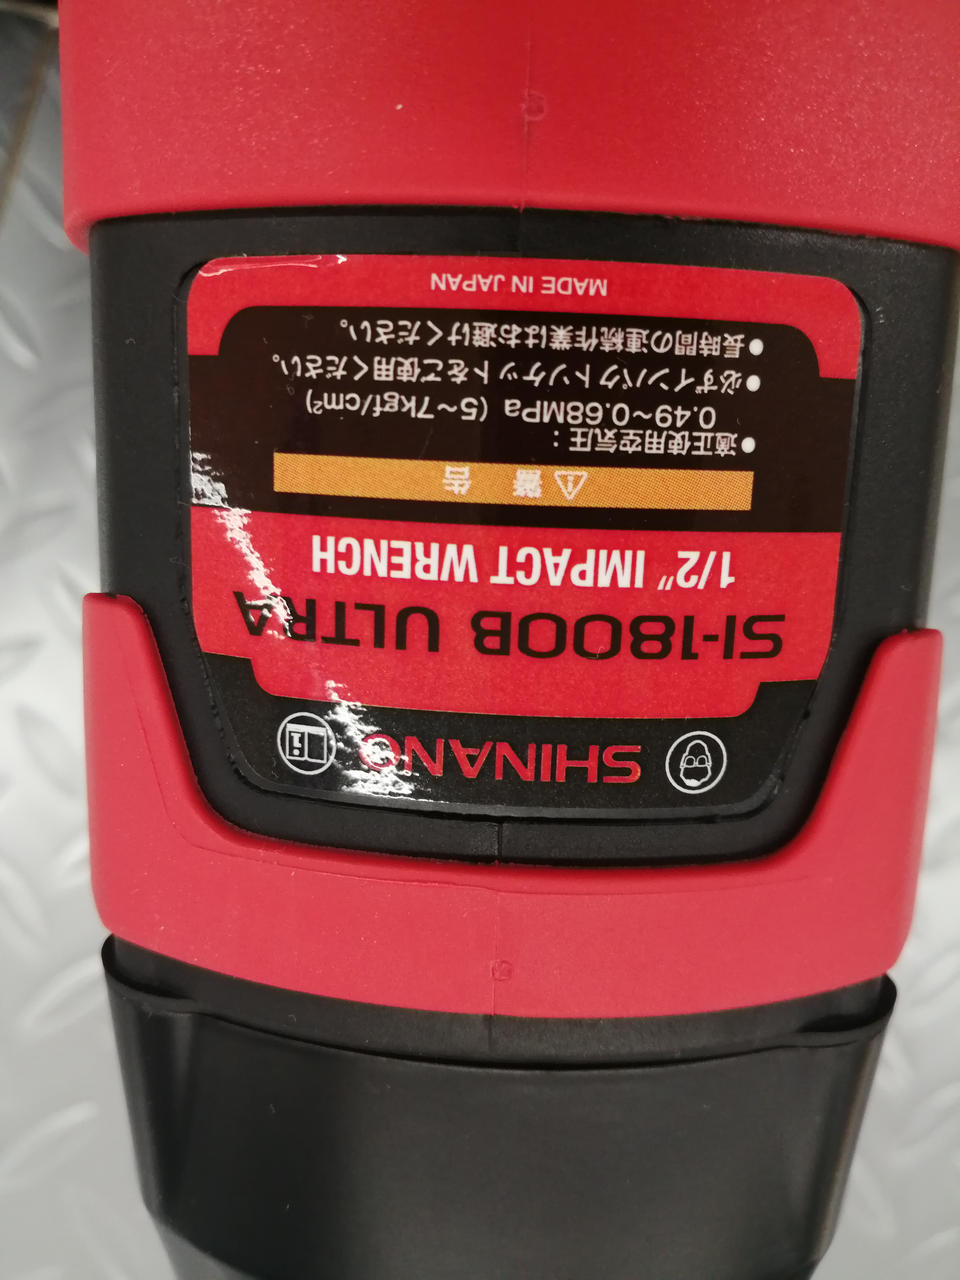 SHINANO
SI-1800B ULTRA
1/2" IMPACT WRENCH
警 告
●適正使用空気圧：
0.49~0.68MPa (5~7kgf/cm²)
●必ずインパクトソケットをご使用ください。
●長時間の連続作業はお避けください。
MADE IN JAPAN